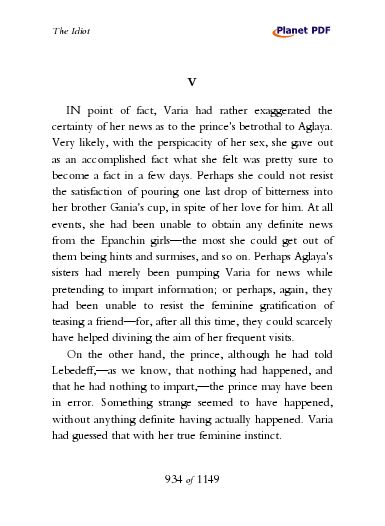 The Idiot
Planet PDF
V
IN point of fact, Varia had rather exaggerated the
certainty of her news as to the prince's betrothal to Aglaya.
Very likely, with the perspicacity of her sex, she gave out
as an accomplished fact what she felt was pretty sure to
become a fact in a few days. Perhaps she could not resist
the satisfaction of pouring one last drop of bitterness into
her brother Gania's cup, in spite of her love for him. At all
events, she had been unable to obtain any definite news
from the Epanchin girls—the most she could get out of
them being hints and surmises, and so on. Perhaps Aglaya's
sisters had merely been pumping Varia for news while
pretending to impart information; or perhaps, again, they
had been unable to resist the feminine gratification of
teasing a friend—for, after all this time, they could scarcely
have helped divining the aim of her frequent visits.
On the other hand, the prince, although he had told
Lebedeff,—as we know, that nothing had happened, and
that he had nothing to impart,—the prince may have been
in error. Something strange seemed to have happened,
without anything definite having actually happened. Varia
had guessed that with her true feminine instinct.
934 of 1149